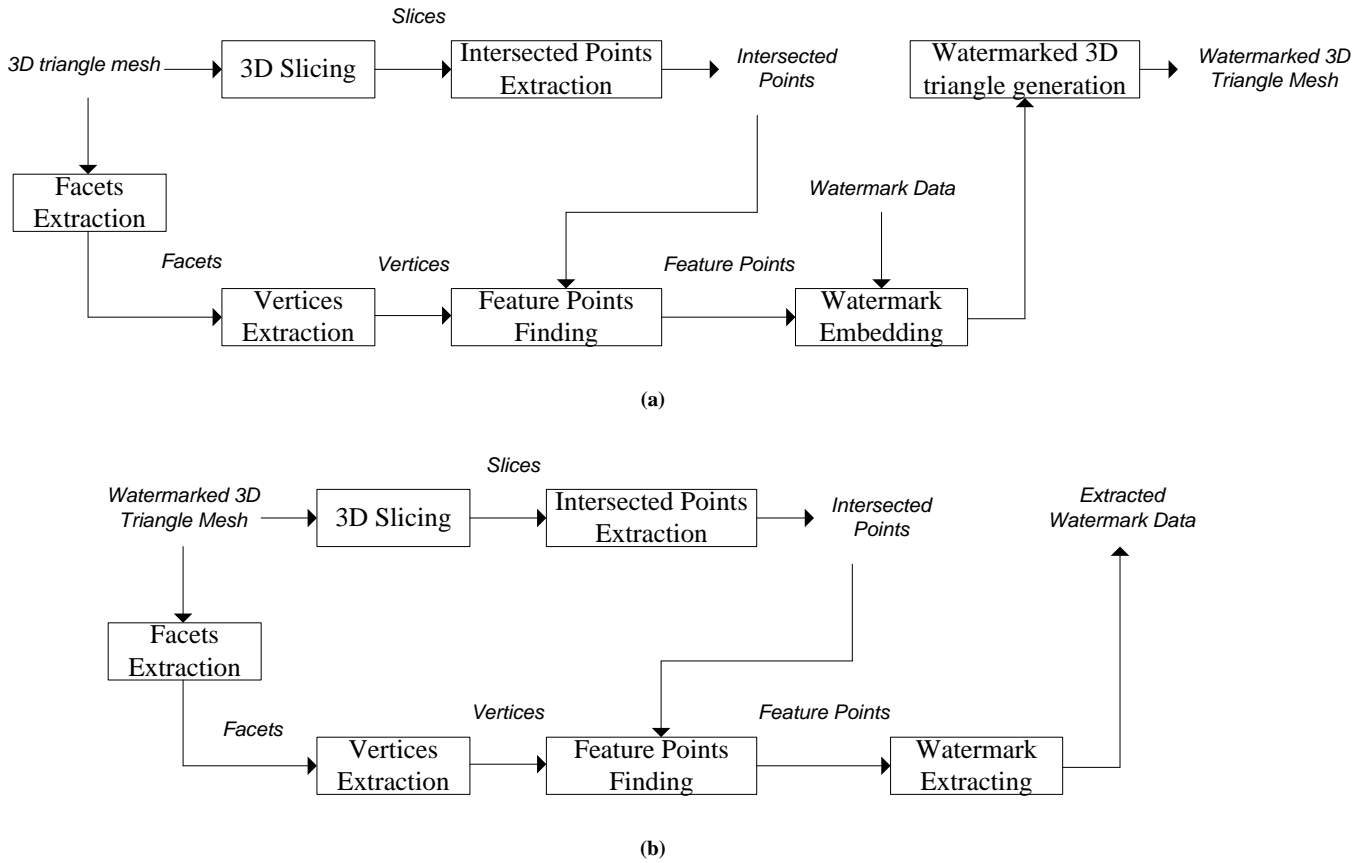 Slices
3D triangle mesh
3D Slicing
Intersected Points
Extraction
Intersected
Points
Watermarked 3D
triangle generation
Watermarked 3D
Triangle Mesh
Facets
Extraction
Watermark Data
Facets
Vertices
Feature Points
Vertices
Extraction
Feature Points
Finding
Watermark
Embedding
(a)
Slices
Watermarked 3D
Triangle Mesh
3D Slicing
Intersected Points
Extraction
Intersected
Points
Extracted
Watermark Data
Facets
Extraction
Facets
Vertices
Feature Points
Vertices
Extraction
Feature Points
Finding
Watermark
Extracting
(b)